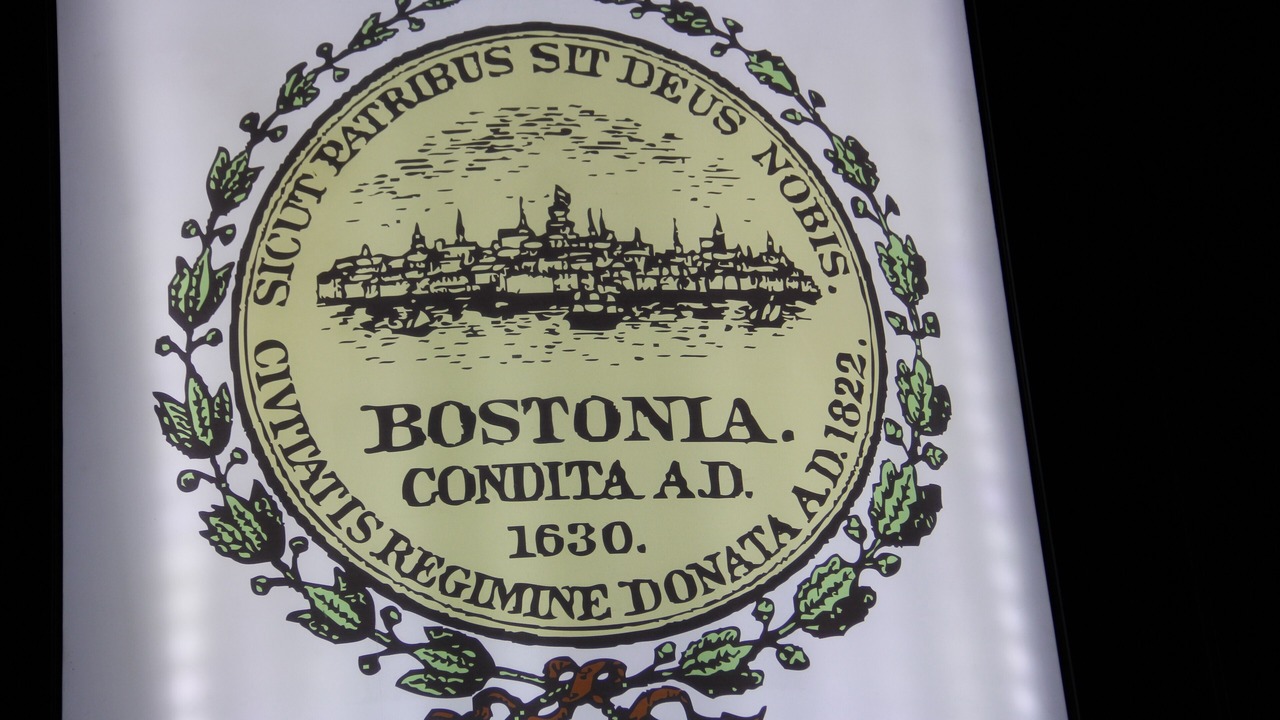 SICUT PATRIBUS SIT DEUS NOBIS.
BOSTONIA.
CONDITA A.D.
1630.
CIVITATIS REGIMINE DONATA A.D. 1822.